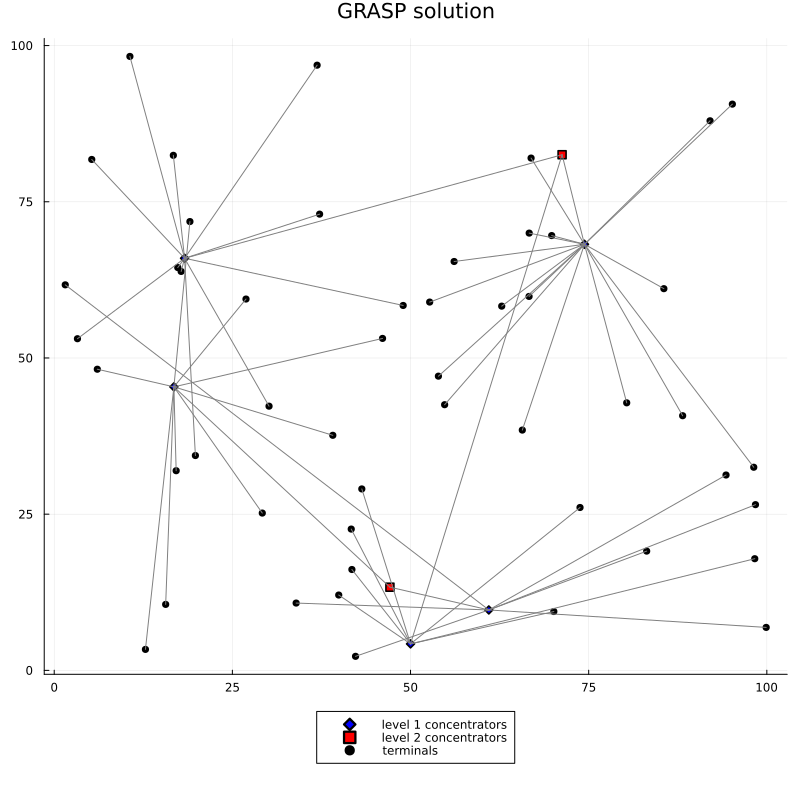 GRASP solution
100
75
50
25
0
0 25 50 75 100
level 1 concentrators
level 2 concentrators
terminals